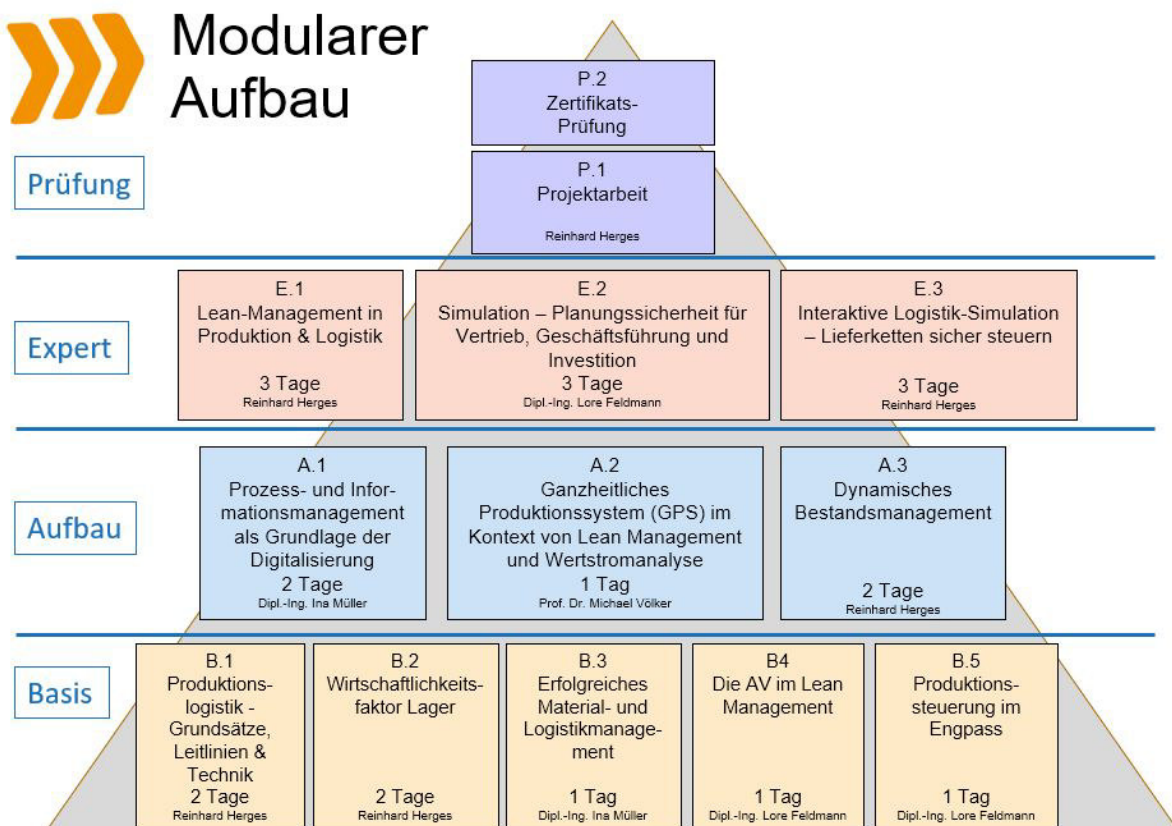 Modularer
Aufbau
P.2
Zertifikats-
Prüfung
Prüfung
P.1
Projektarbeit
Reinhard Herges
Expert
E.1
Lean-Management in
Produktion & Logistik
3 Tage
Reinhard Herges
E.2
Simulation – Planungssicherheit für
Vertrieb, Geschäftsführung und
Investition
3 Tage
Dipl.-Ing. Lore Feldmann
E.3
Interaktive Logistik-Simulation
– Lieferketten sicher steuern
3 Tage
Reinhard Herges
Aufbau
A.1
Prozess- und Infor-
mationsmanagement
als Grundlage der
Digitalisierung
2 Tage
Dipl.-Ing. Ina Müller
A.2
Ganzheitliches
Produktionssystem (GPS) im
Kontext von Lean Management
und Wertstromanalyse
1 Tag
Prof. Dr. Michael Völker
A.3
Dynamisches
Bestandsmanagement
2 Tage
Reinhard Herges
Basis
B.1
Produktions-
logistik -
Grundsätze,
Leitlinien &
Technik
2 Tage
Reinhard Herges
B.2
Wirtschaftlichkeits-
faktor Lager
2 Tage
Reinhard Herges
B.3
Erfolgreiches
Material- und
Logistikmanage-
ment
1 Tag
Dipl.-Ing. Ina Müller
B4
Die AV im Lean
Management
1 Tag
Dipl.-Ing. Lore Feldmann
B.5
Produktions-
steuerung im
Engpass
1 Tag
Dipl.-Ing. Lore Feldmann